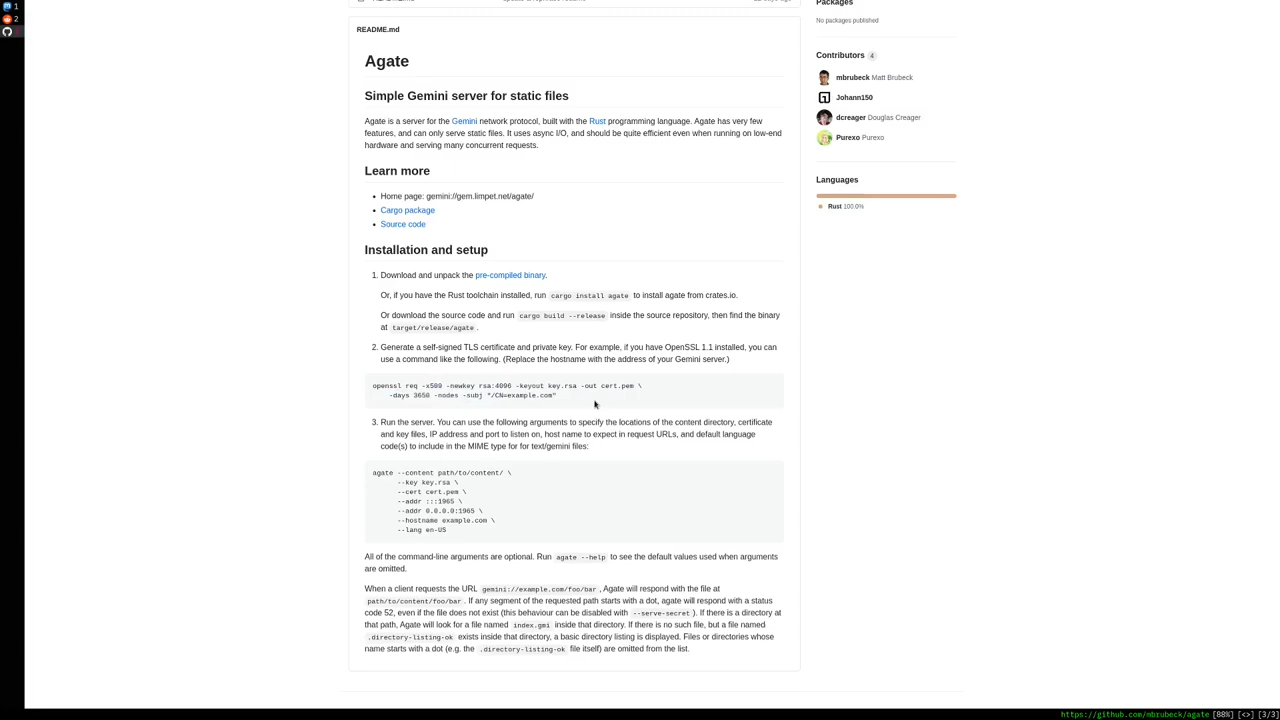 1
Packages
2
No packages published
README.md
Contributors 4
Agate
mbrubeck Matt Brubeck
Simple Gemini server for static files
Johann150
Agate is a server for the Gemini network protocol, built with the Rust programming language. Agate has very few
dcreager Douglas Creager
features, and can only serve static files. It uses async I/O, and should be quite efficient even when running on low-end
Purexo Purexo
hardware and serving many concurrent requests.
Learn more
Languages
Home page: gemini://gem.limpet.net/agate/
Rust 100.0%
Cargo package
Source code
Installation and setup
1. Download and unpack the pre-compiled binary.
Or, if you have the Rust toolchain installed, run cargo install agate to install agate from crates.io.
Or download the source code and run cargo build --release inside the source repository, then find the binary
at target/release/agate .
2. Generate a self-signed TLS certificate and private key. For example, if you have OpenSSL 1.1 installed, you can
use a command like the following. (Replace the hostname with the address of your Gemini server.)
openssl req -x509 -newkey rsa:4096 -keyout key.rsa -out cert.pem \
-days 3650 -nodes -subj "/CN=example.com"
3. Run the server. You can use the following arguments to specify the locations of the content directory, certificate
and key files, IP address and port to listen on, host name to expect in request URLs, and default language
code(s) to include in the MIME type for for text/gemini files:
agate --content path/to/content/ \
--key key.rsa \
--cert cert.pem \
--addr :::1965 \
--addr 0.0.0.0:1965 \
--hostname example.com \
--lang en-US
All of the command-line arguments are optional. Run agate --help to see the default values used when arguments
are omitted.
When a client requests the URL gemini://example.com/foo/bar , Agate will respond with the file at
path/to/content/foo/bar . If any segment of the requested path starts with a dot, agate will respond with a status
code 52, even if the file does not exist (this behaviour can be disabled with --serve-secret ). If there is a directory at
that path, Agate will look for a file named index.gmi inside that directory. If there is no such file, but a file named
.directory-listing-ok exists inside that directory, a basic directory listing is displayed. Files or directories whose
name starts with a dot (e.g. the .directory-listing-ok file itself) are omitted from the list.
https://github.com/mbrubeck/agate [88%] [<>] [3/3]